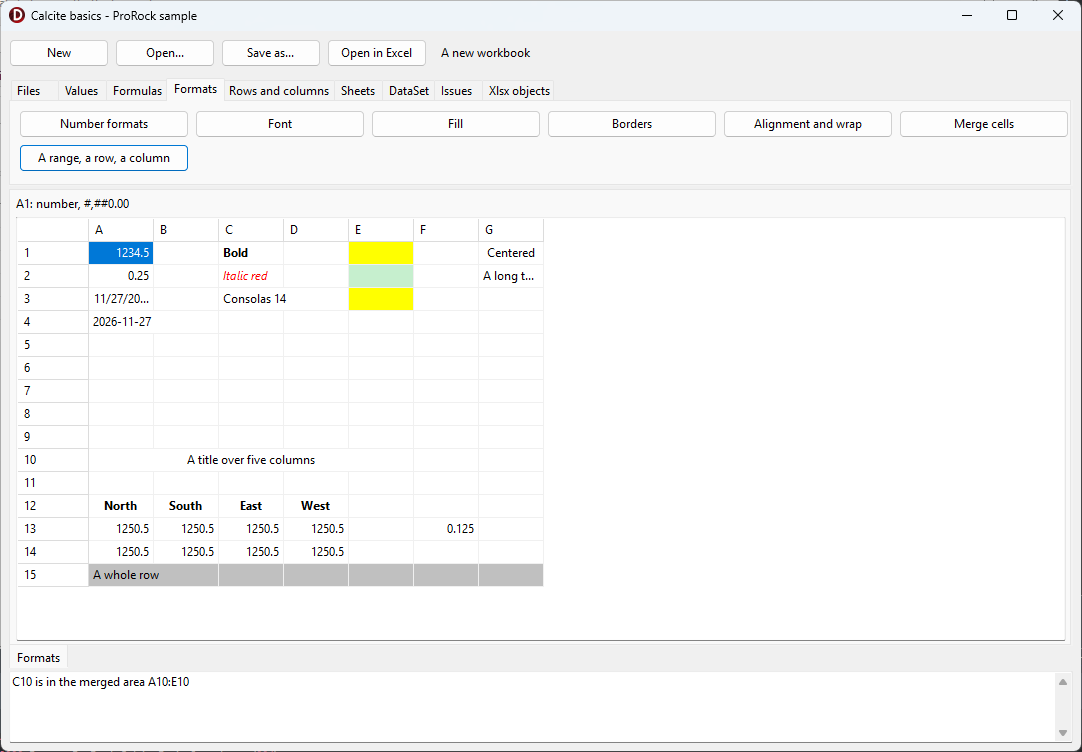 Calcite basics - ProRock sample
New Open... Save as... Open in Excel A new workbook
Files Values Formulas Formats Rows and columns Sheets DataSet Issues Xlsx objects
Number formats Font Fill Borders Alignment and wrap Merge cells
A range, a row, a column
A1: number, #,##0.00
A B C D E F G
1 1234.5 Bold Centered
2 0.25 Italic red A long t...
3 11/27/20... Consolas 14
4 2026-11-27
5
6
7
8
9
10 A title over five columns
11
12 North South East West
13 1250.5 1250.5 1250.5 1250.5 0.125
14 1250.5 1250.5 1250.5 1250.5
15 A whole row
Formats
C10 is in the merged area A10:E10